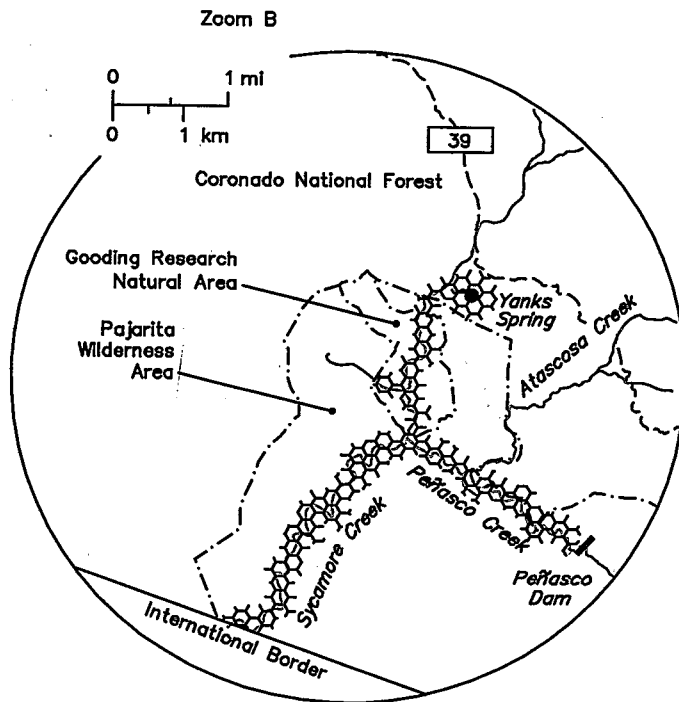 Zoom B
0 1 mi
0 1 km
39
Coronado National Forest
Gooding Research
Natural Area
Yanks
Spring
Pajarita
Wilderness
Area
Atascosa Creek
Peñasco Creek
Sycamore Creek
Peñasco
Dam
International Border